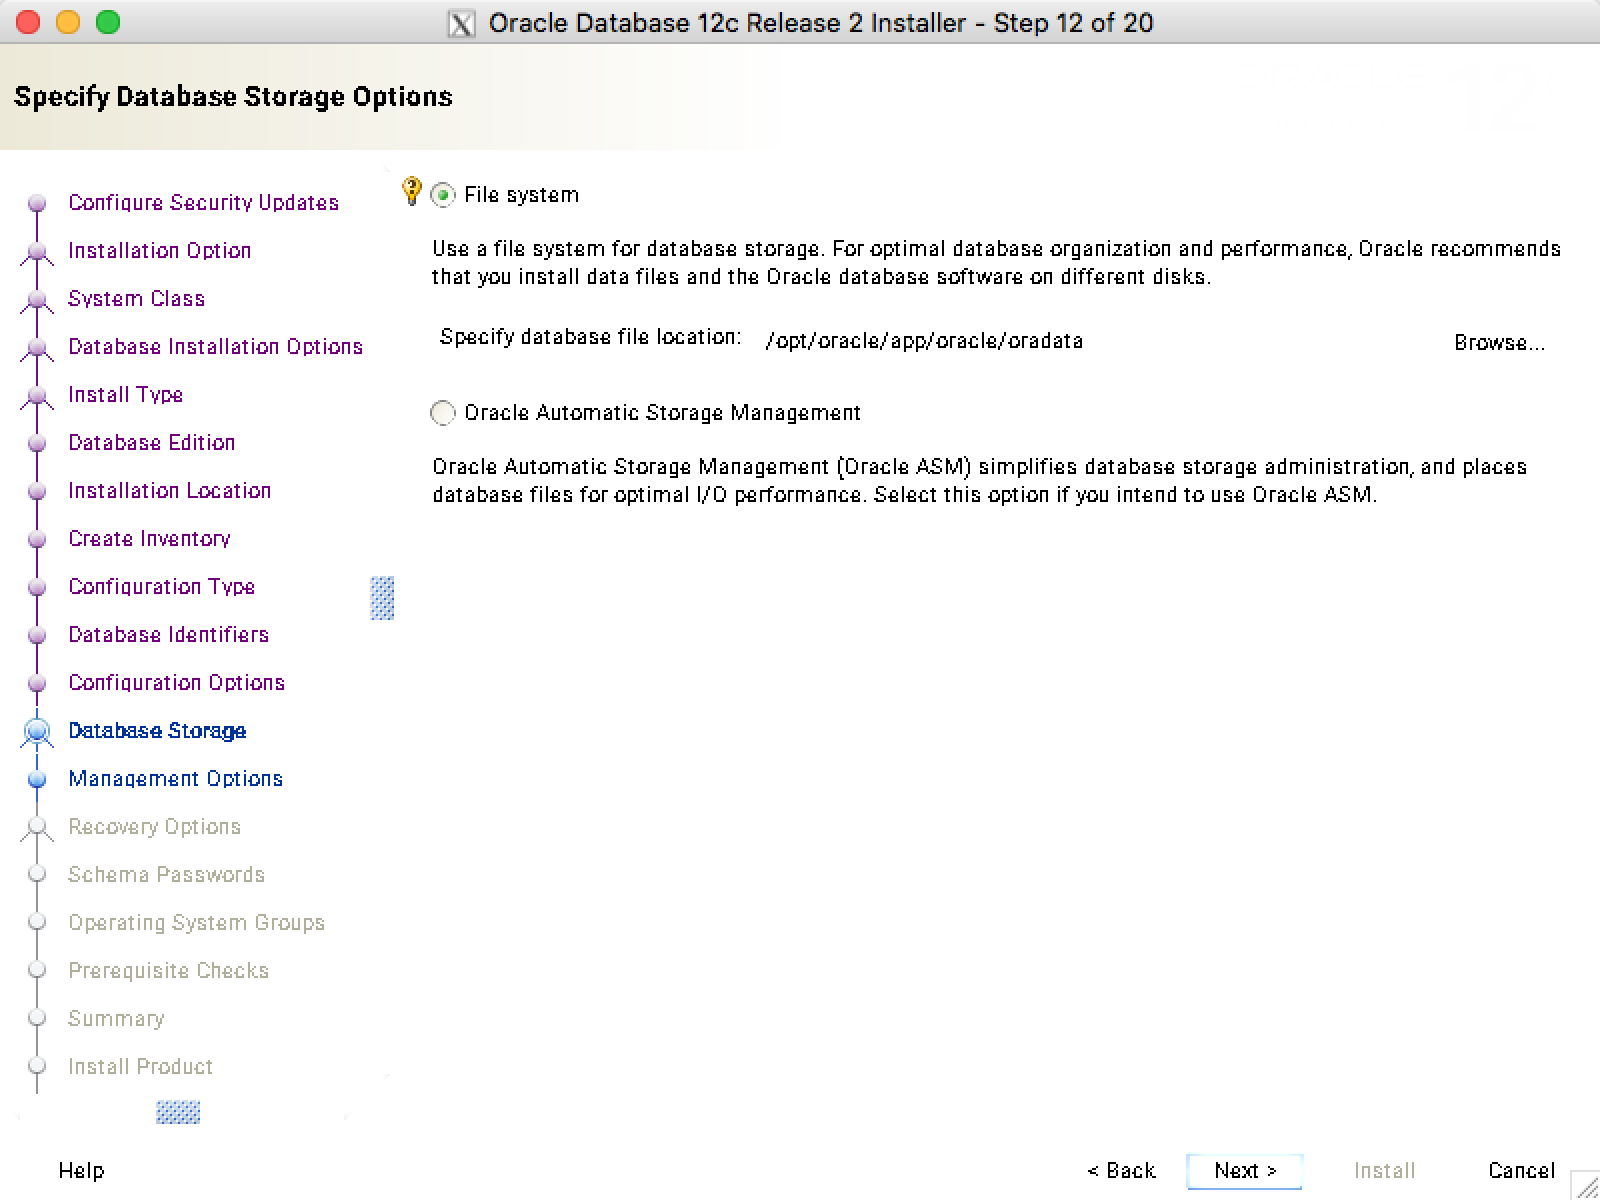 Oracle Database 12c Release 2 Installer - Step 12 of 20
Specify Database Storage Options
Configure Security Updates
Installation Option
System Class
Database Installation Options
Install Type
Database Edition
Installation Location
Create Inventory
Configuration Type
Database Identifiers
Configuration Options
Database Storage
Management Options
Recovery Options
Schema Passwords
Operating System Groups
Prerequisite Checks
Summary
Install Product
File system
Use a file system for database storage. For optimal database organization and performance, Oracle recommends
that you install data files and the Oracle database software on different disks.
Specify database file location: /opt/oracle/app/oracle/oradata Browse...
Oracle Automatic Storage Management
Oracle Automatic Storage Management (Oracle ASM) simplifies database storage administration, and places
database files for optimal I/O performance. Select this option if you intend to use Oracle ASM.
Help < Back Next > Install Cancel